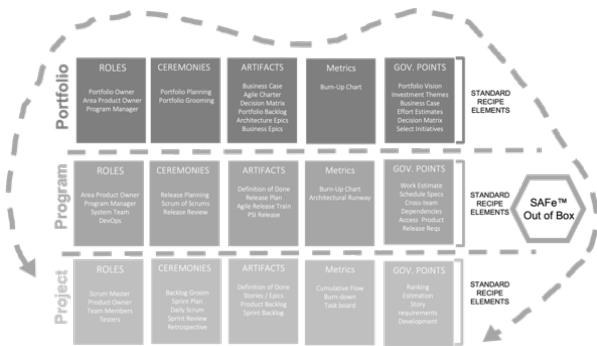 Portfolio
ROLES
Portfolio Owner
Area Product Owner
Program Manager
CEREMONIES
Portfolio Planning
Portfolio Grooming
ARTIFACTS
Business Case
Agile Charter
Decision Matrix
Portfolio Backlog
Architecture Epics
Business Epics
Metrics
Burn-Up Chart
GOV. POINTS
Portfolio Vision
Investment Themes
Business Case
Effort Estimates
Decision Matrix
Select Initiatives
STANDARD
RECIPE
ELEMENTS
Program
ROLES
Area Product Owner
Program Manager
System Team
DevOps
CEREMONIES
Release Planning
Scrum of Scrums
Release Review
ARTIFACTS
Definition of Done
Release Plan
Agile Release Train
PSI Release
Metrics
Burn-Up Chart
Architectural Runway
GOV. POINTS
Work Estimate
Schedule Specs
Cross-team
Dependencies
Access Product
Release Reqs
STANDARD
RECIPE
ELEMENTS
SAFe™
Out of Box
Project
ROLES
Scrum Master
Product Owner
Team Members
Testers
CEREMONIES
Backlog Groom
Sprint Plan
Daily Scrum
Sprint Review
Retrospective
ARTIFACTS
Definition of Done
Stories / Epics
Product Backlog
Sprint Backlog
Metrics
Cumulative Flow
Burn-down
Task board
GOV. POINTS
Ranking
Estimation
Story
requirements
Development
STANDARD
RECIPE
ELEMENTS